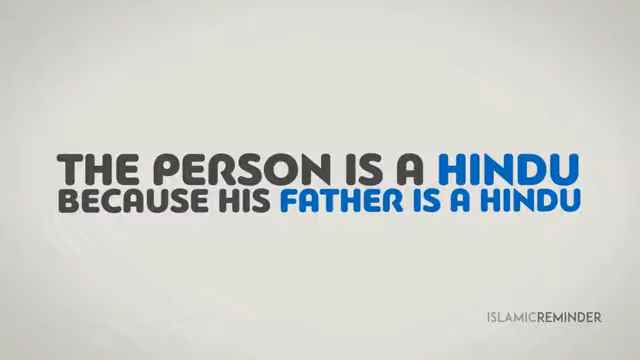 THE PERSON IS A HINDU
BECAUSE HIS FATHER IS A HINDU
ISLAMICREMINDER